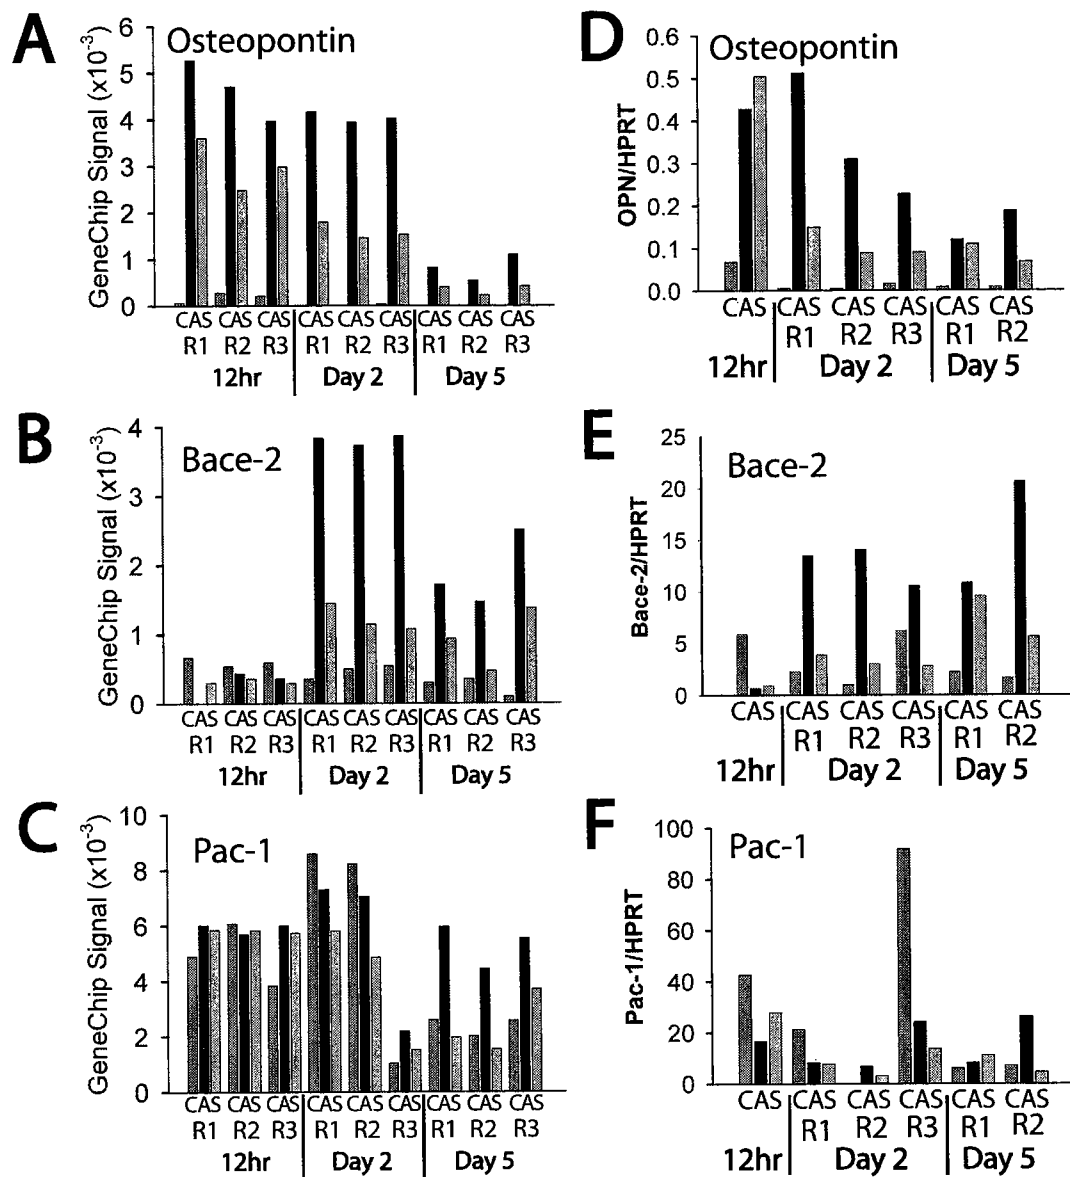 A
Osteopontin
GeneChip Signal (x10⁻³)
6
5
4
3
2
1
0
CAS CAS CAS CAS CAS CAS CAS CAS CAS
R1 R2 R3 R1 R2 R3 R1 R2 R3
12hr Day 2 Day 5
D
Osteopontin
OPN/HPRT
0.6
0.5
0.4
0.3
0.2
0.1
0.0
CAS CAS CAS CAS CAS CAS
R1 R2 R3 R1 R2
12hr Day 2 Day 5
B
Bace-2
GeneChip Signal (x10⁻³)
4
3
2
1
0
CAS CAS CAS CAS CAS CAS CAS CAS CAS
R1 R2 R3 R1 R2 R3 R1 R2 R3
12hr Day 2 Day 5
E
Bace-2
Bace-2/HPRT
25
20
15
10
5
0
CAS CAS CAS CAS CAS CAS
R1 R2 R3 R1 R2
12hr Day 2 Day 5
C
Pac-1
GeneChip Signal (x10⁻³)
10
8
6
4
2
0
CAS CAS CAS CAS CAS CAS CAS CAS CAS
R1 R2 R3 R1 R2 R3 R1 R2 R3
12hr Day 2 Day 5
F
Pac-1
Pac-1/HPRT
100
80
60
40
20
0
CAS CAS CAS CAS CAS CAS
R1 R2 R3 R1 R2
12hr Day 2 Day 5